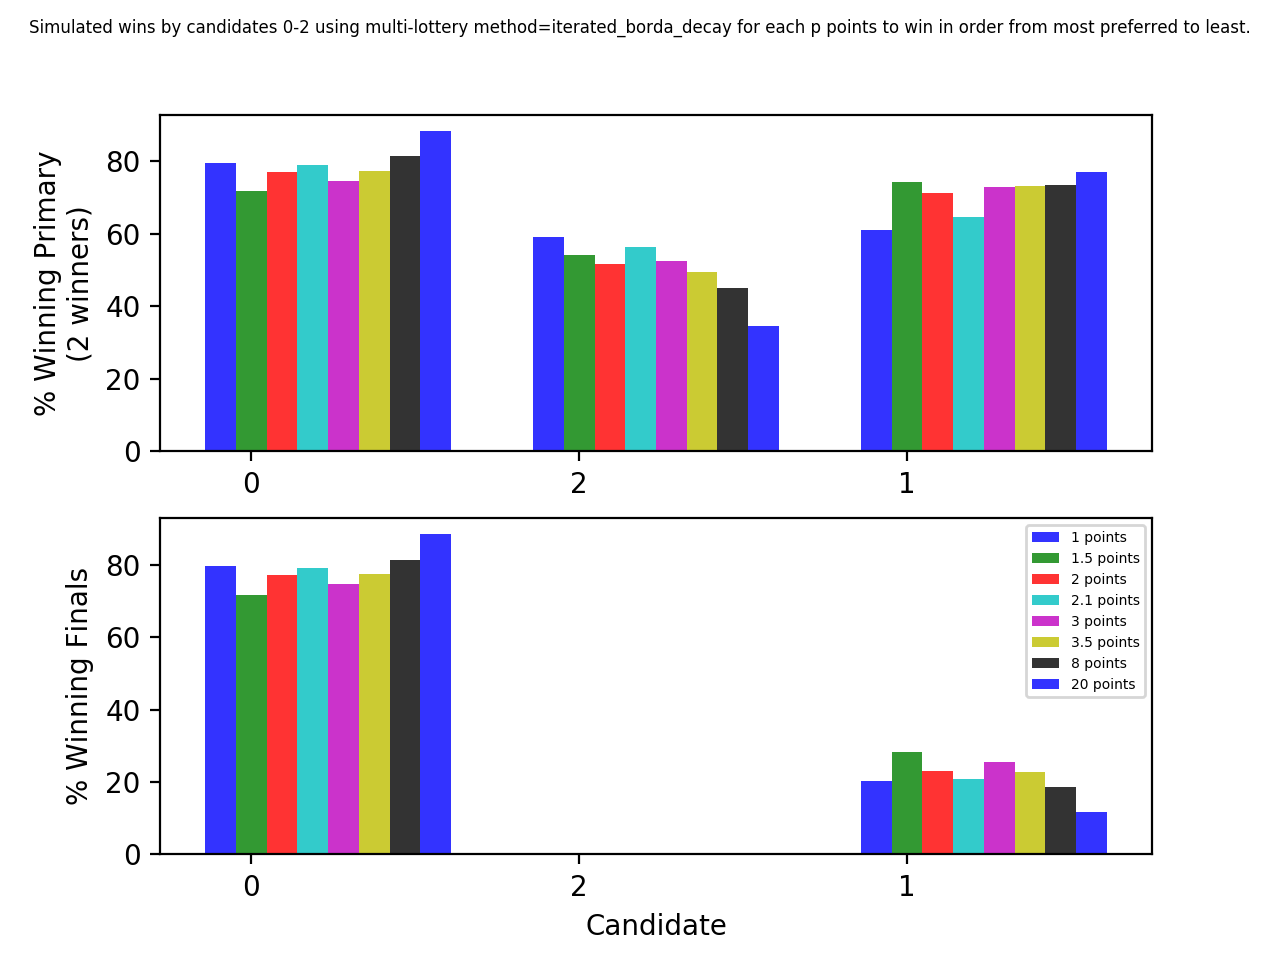 Simulated wins by candidates 0-2 using multi-lottery method=iterated_borda_decay for each p points to win in order from most preferred to least.
% Winning Primary
(2 winners)
80
60
40
20
0
0 2 1
% Winning Finals
80
60
40
20
0
1 points
1.5 points
2 points
2.1 points
3 points
3.5 points
8 points
20 points
0 2 1
Candidate